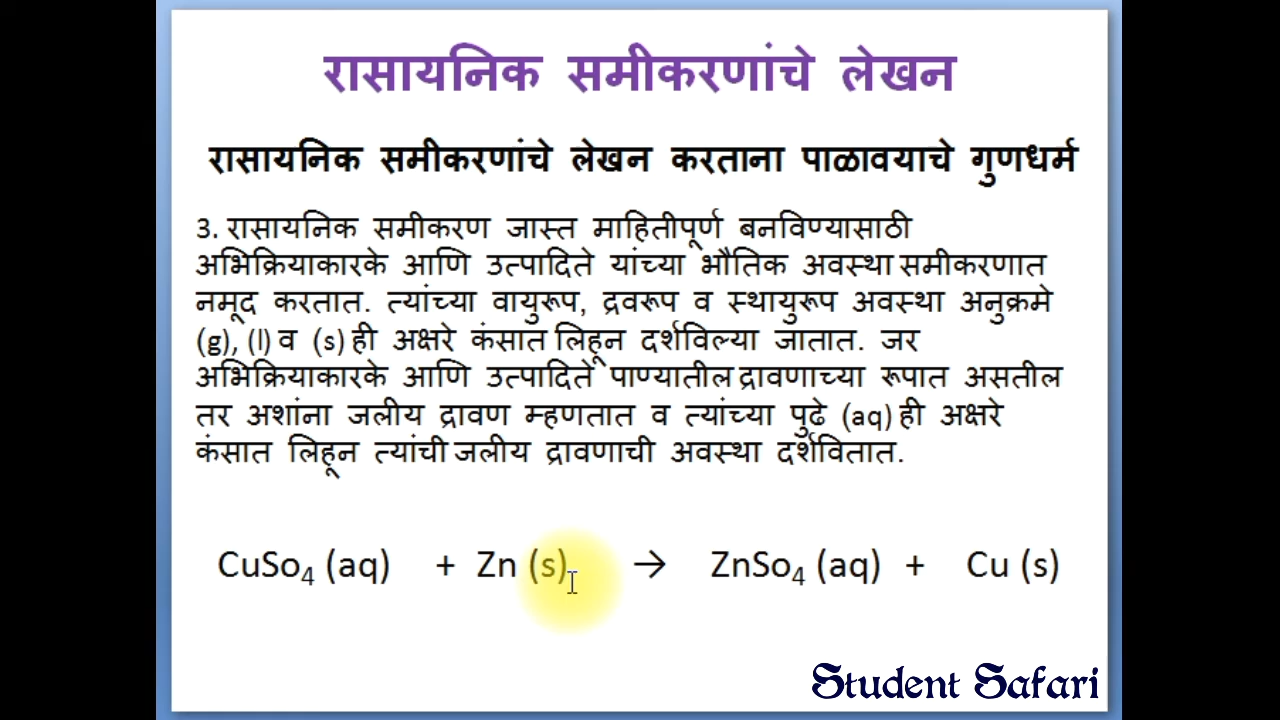 रासायनिक समीकरणांचे लेखन
रासायनिक समीकरणांचे लेखन करताना पाळावयाचे गुणधर्म
3. रासायनिक समीकरण जास्त माहितीपूर्ण बनविण्यासाठी
अभिक्रियाकारके आणि उत्पादिते यांच्या भौतिक अवस्था समीकरणात
नमूद करतात. त्यांच्या वायुरूप, द्रवरूप व स्थायुरूप अवस्था अनुक्रमे
(g), (l) व (s) ही अक्षरे कंसात लिहून दर्शविल्या जातात. जर
अभिक्रियाकारके आणि उत्पादिते पाण्यातील द्रावणाच्या रूपात असतील
तर अशांना जलीय द्रावण म्हणतात व त्यांच्या पुढे (aq) ही अक्षरे
कंसात लिहून त्यांची जलीय द्रावणाची अवस्था दर्शवितात.
CuSo₄ (aq) + Zn (s) → ZnSo₄ (aq) + Cu (s)
Student Safari